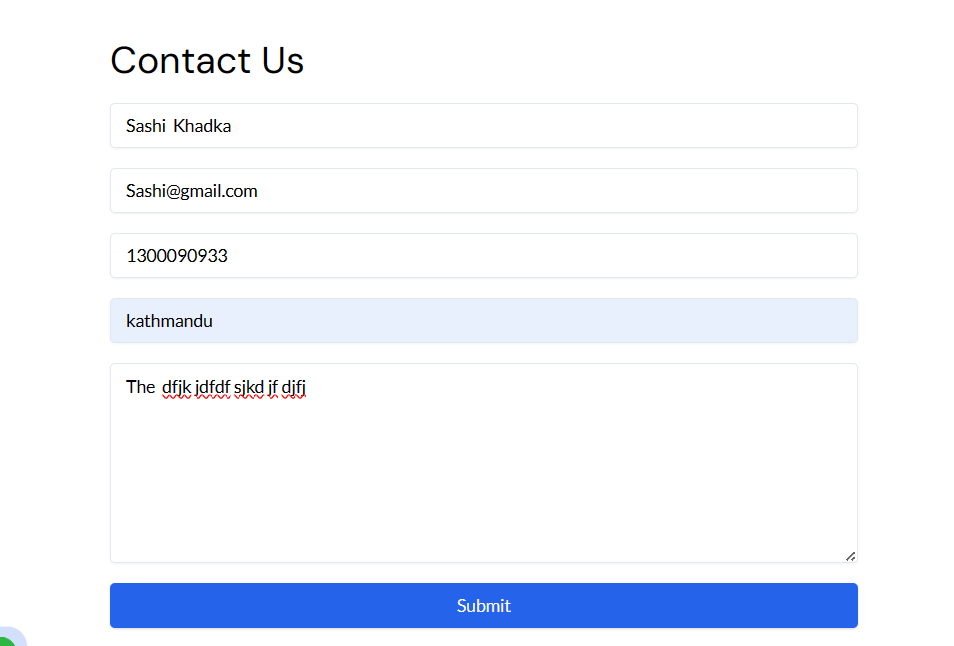 Contact Us
Sashi Khadka
Sashi@gmail.com
1300090933
kathmandu
The dfjk jdfdf sjkd jf djfj
Submit